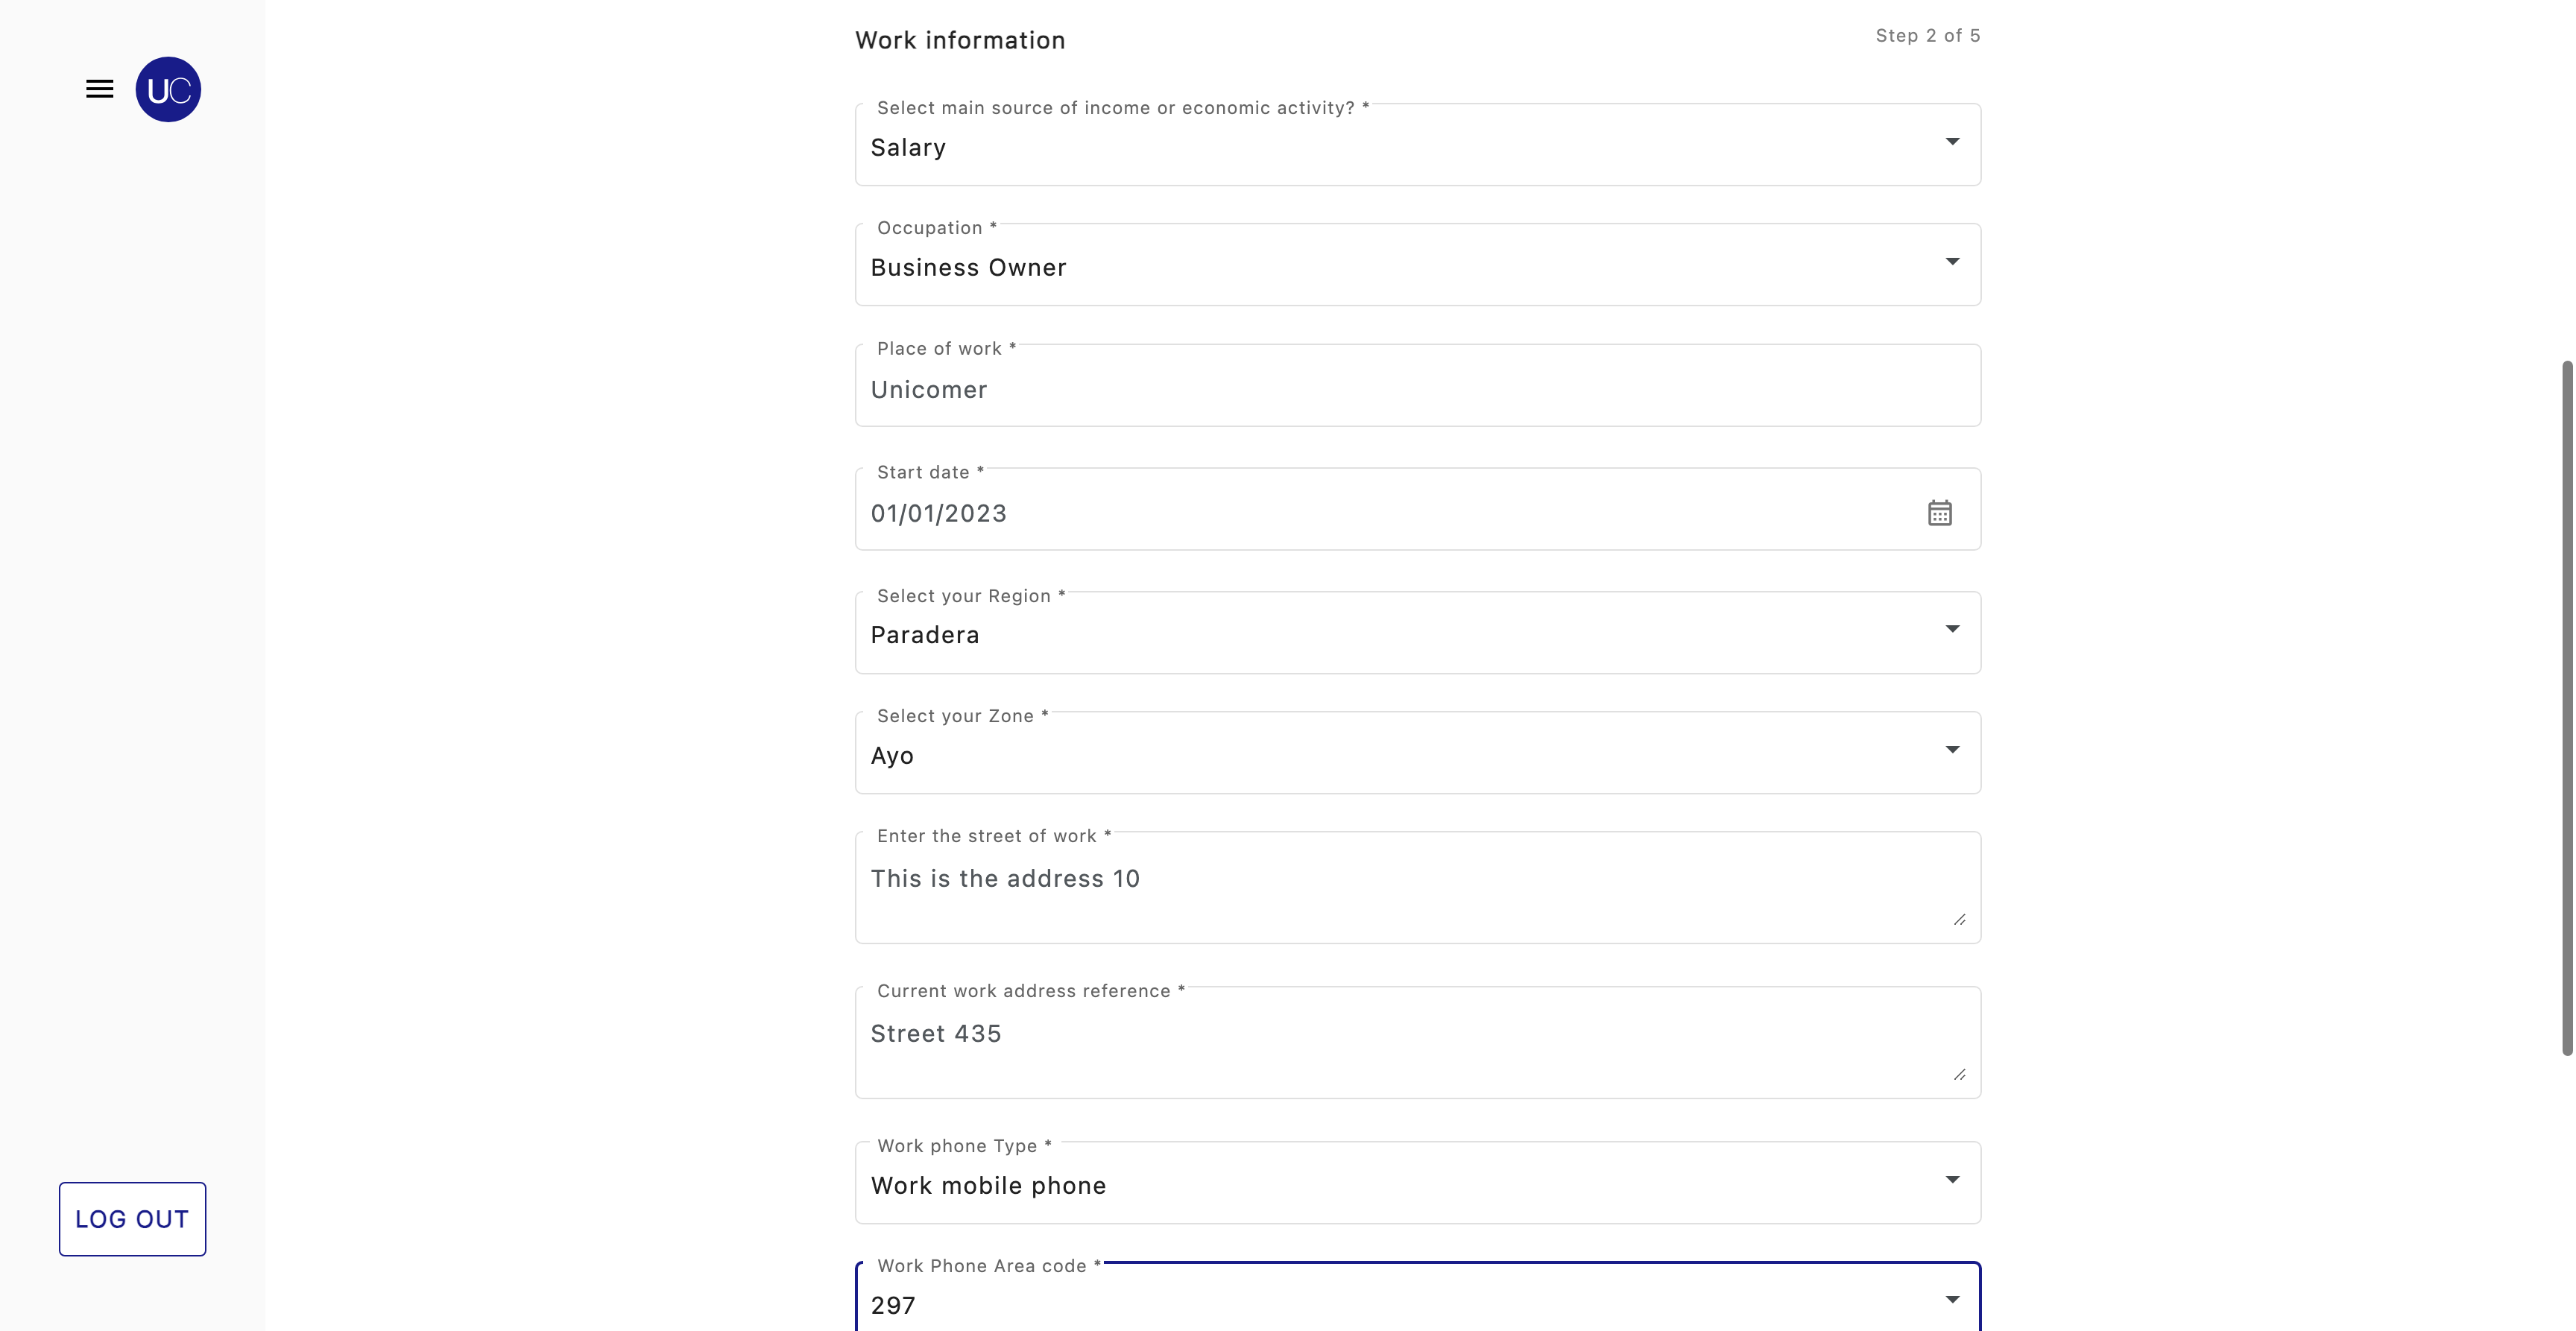 UC
Work information
Step 2 of 5
Select main source of income or economic activity? *
Salary
Occupation *
Business Owner
Place of work *
Unicomer
Start date *
01/01/2023
Select your Region *
Paradera
Select your Zone *
Ayo
Enter the street of work *
This is the address 10
Current work address reference *
Street 435
Work phone Type *
Work mobile phone
Work Phone Area code *
297
LOG OUT